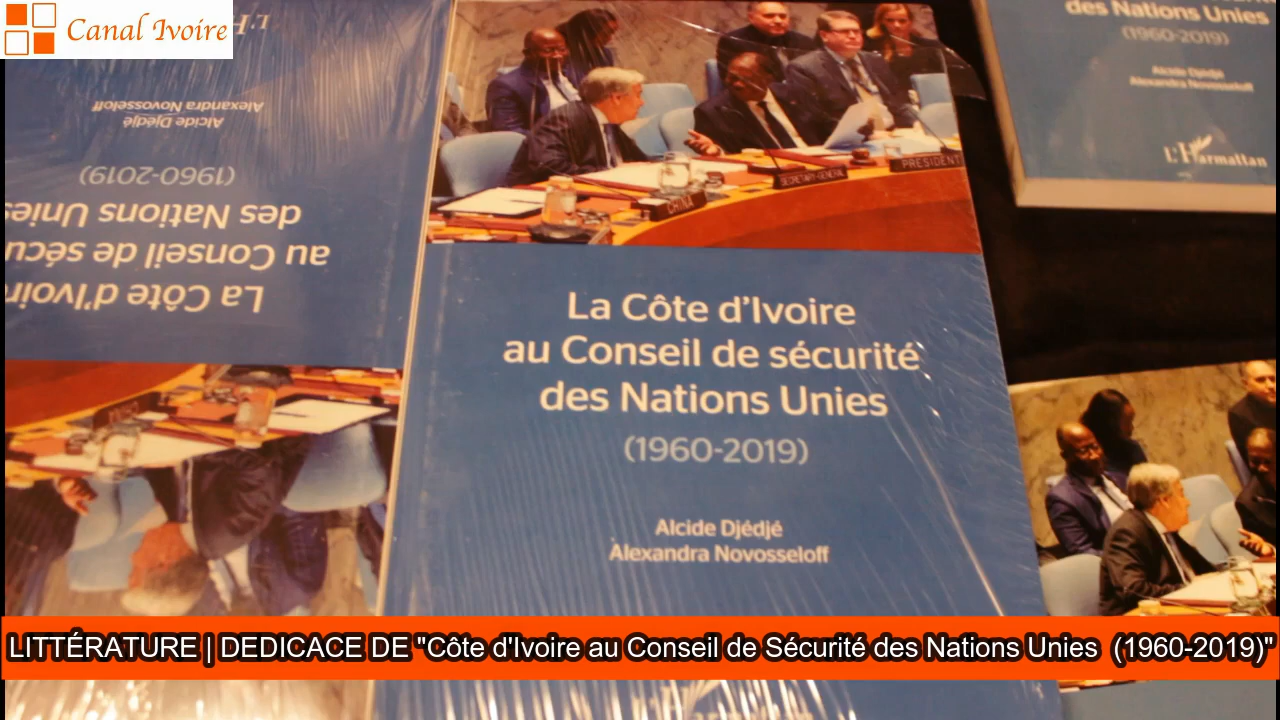 Canal Ivoire
L'H
Alexandra Novosseloff
Alcide Djédjé
(1960-2019)
des Nations Unies
au Conseil de sécu
La Côte d'Ivoire
CHINA
CHINA
SECRETARY-GENERAL
PRESIDENT
La Côte d'Ivoire
au Conseil de sécurité
des Nations Unies
(1960-2019)
Alcide Djédjé
Alexandra Novosseloff
L'Harmattan
des Nations Unies
(1960-2019)
Alcide Djédjé
Alexandra Novosseloff
L'Harmattan
LITTÉRATURE | DEDICACE DE "Côte d'Ivoire au Conseil de Sécurité des Nations Unies (1960-2019)"